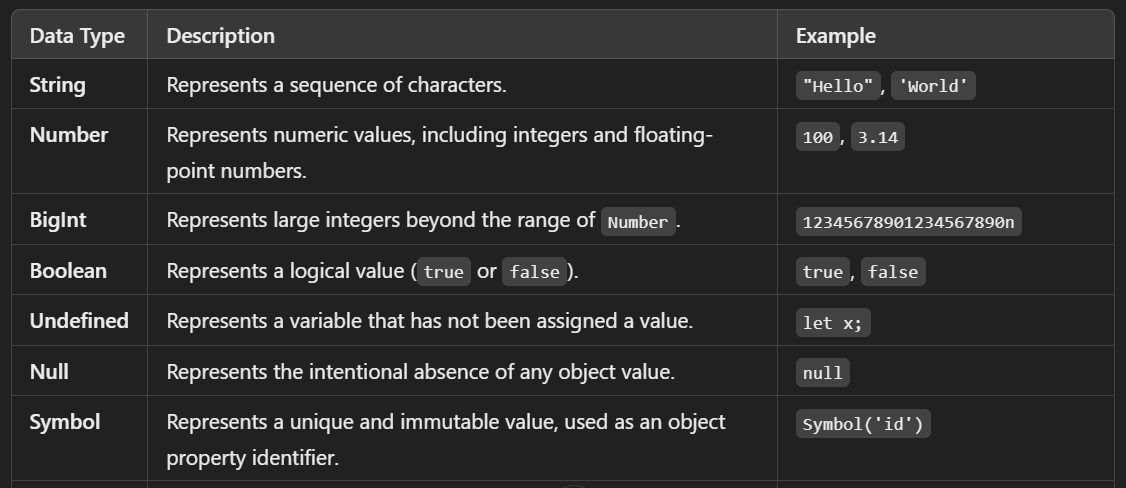 Data Type Description Example
String Represents a sequence of characters. "Hello", 'World'
Number Represents numeric values, including integers and floating-
point numbers. 100, 3.14
BigInt Represents large integers beyond the range of Number. 12345678901234567890n
Boolean Represents a logical value (true or false). true, false
Undefined Represents a variable that has not been assigned a value. let x;
Null Represents the intentional absence of any object value. null
Symbol Represents a unique and immutable value, used as an object
property identifier. Symbol('id')